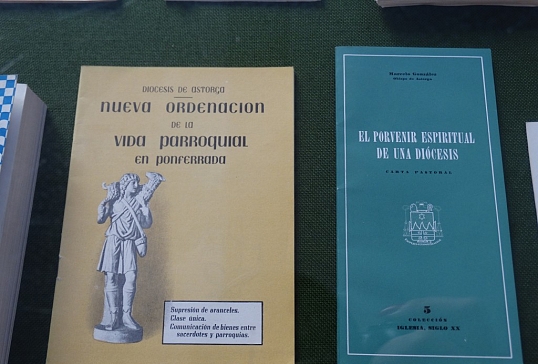 DIÓCESIS DE ASTORGA
NUEVA ORDENACION
DE LA
VIDA PARROQUIAL
EN PONFERRADA
Supresión de aranceles.
Clase única.
Comunicación de bienes entre
sacerdotes y parroquias.
Marcelo González
Obispo de Astorga
EL PORVENIR ESPIRITUAL
DE UNA DIÓCESIS
CARTA PASTORAL
5
COLECCIÓN
IGLESIA, SIGLO XX